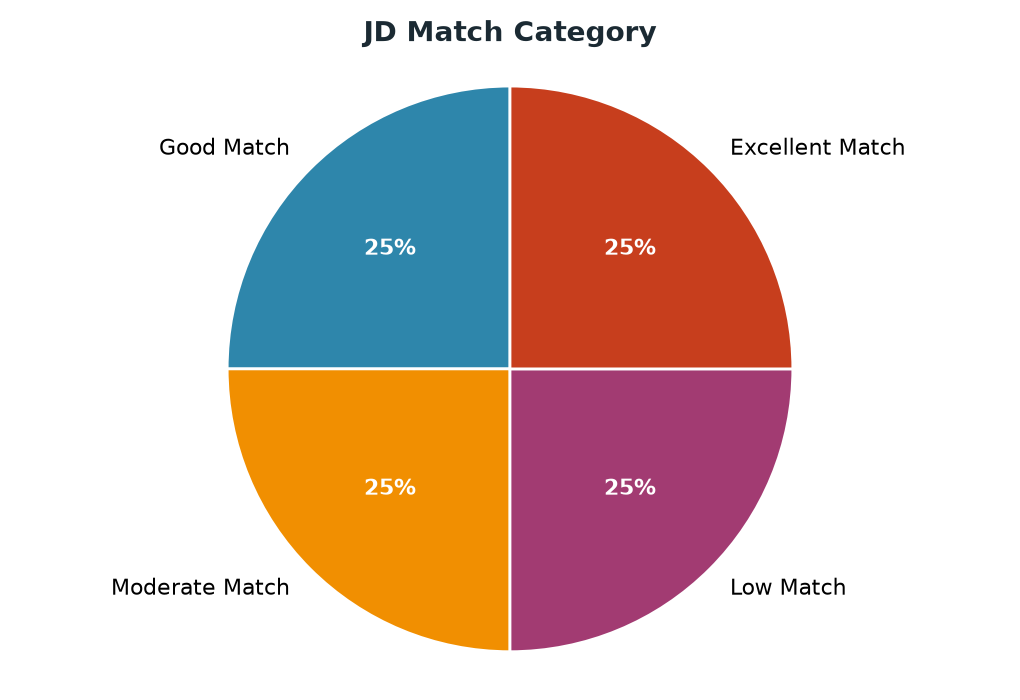 JD Match Category
Good Match
Excellent Match
25%
25%
25%
25%
Moderate Match
Low Match